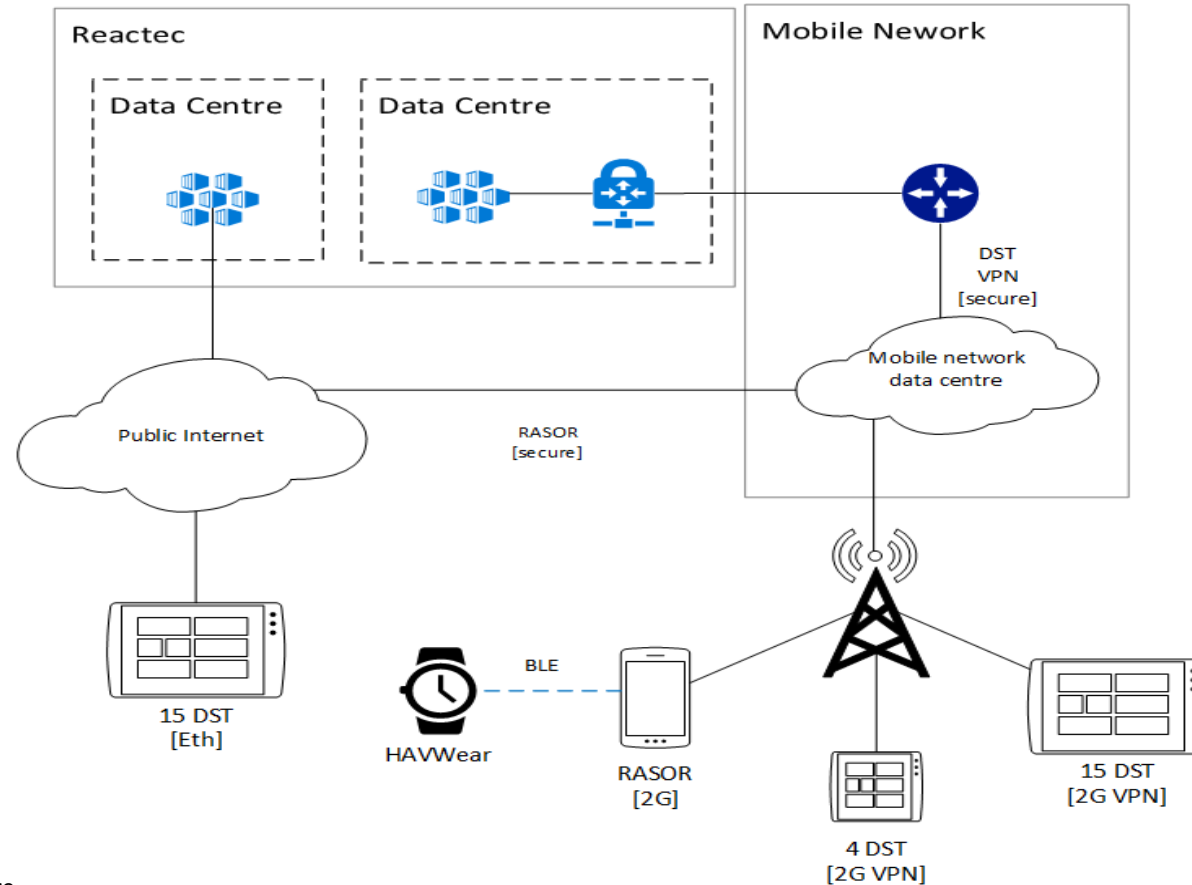 Reactec
Mobile Nework
Data Centre
Data Centre
DST
VPN
[secure]
Mobile network
data centre
Public Internet
RASOR
[secure]
BLE
15 DST
[Eth]
HAVWear
RASOR
[2G]
15 DST
[2G VPN]
4 DST
[2G VPN]